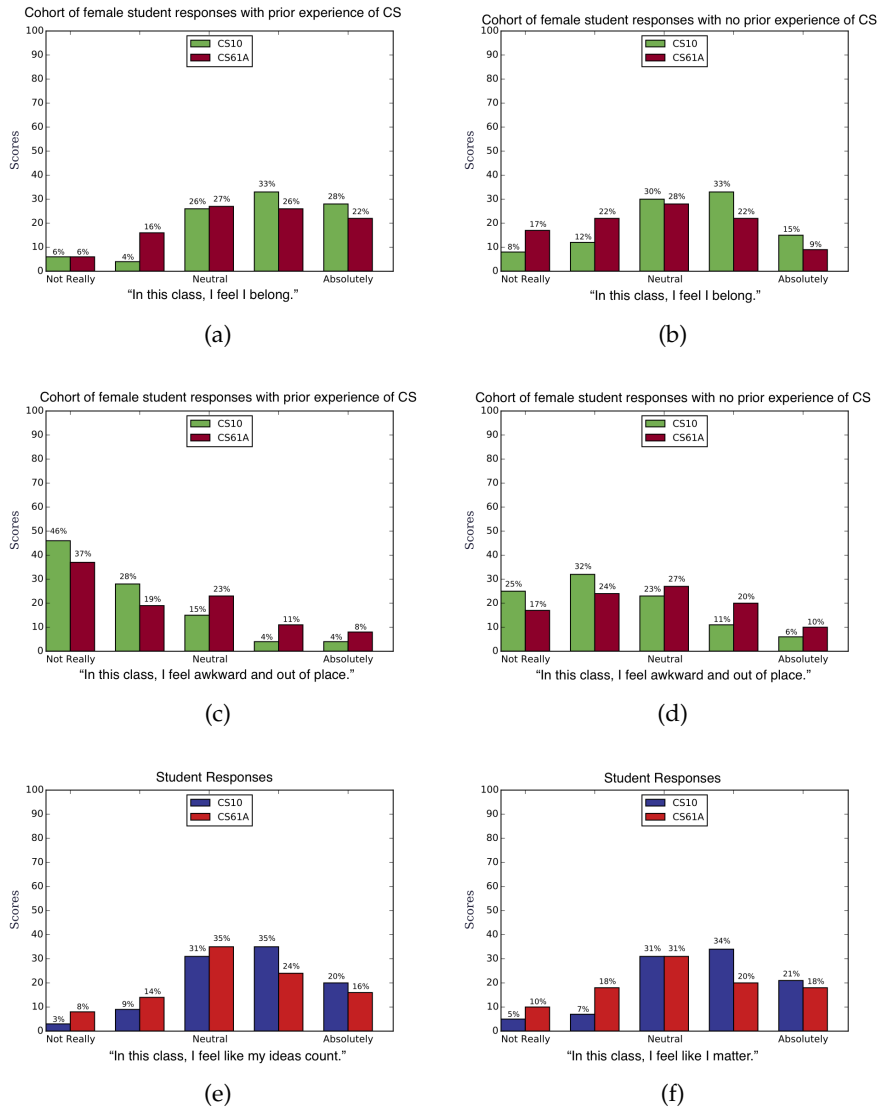 Cohort of female student responses with prior experience of CS
CS10
CS61A
Scores
100
90
80
70
60
50
40
30
20
10
0
6%
6%
4%
16%
26%
27%
33%
26%
28%
22%
Not Really
Neutral
Absolutely
“In this class, I feel I belong.”
(a)
Cohort of female student responses with no prior experience of CS
CS10
CS61A
Scores
100
90
80
70
60
50
40
30
20
10
0
8%
17%
12%
22%
30%
28%
33%
22%
15%
9%
Not Really
Neutral
Absolutely
“In this class, I feel I belong.”
(b)
Cohort of female student responses with prior experience of CS
CS10
CS61A
Scores
100
90
80
70
60
50
40
30
20
10
0
46%
37%
28%
19%
15%
23%
4%
11%
4%
8%
Not Really
Neutral
Absolutely
“In this class, I feel awkward and out of place.”
(c)
Cohort of female student responses with no prior experience of CS
CS10
CS61A
Scores
100
90
80
70
60
50
40
30
20
10
0
25%
17%
32%
24%
23%
27%
11%
20%
6%
10%
Not Really
Neutral
Absolutely
“In this class, I feel awkward and out of place.”
(d)
Student Responses
CS10
CS61A
Scores
100
90
80
70
60
50
40
30
20
10
0
3%
8%
9%
14%
31%
35%
35%
24%
20%
16%
Not Really
Neutral
Absolutely
“In this class, I feel like my ideas count.”
(e)
Student Responses
CS10
CS61A
Scores
100
90
80
70
60
50
40
30
20
10
0
5%
10%
7%
18%
31%
31%
34%
20%
21%
18%
Not Really
Neutral
Absolutely
“In this class, I feel like I matter.”
(f)